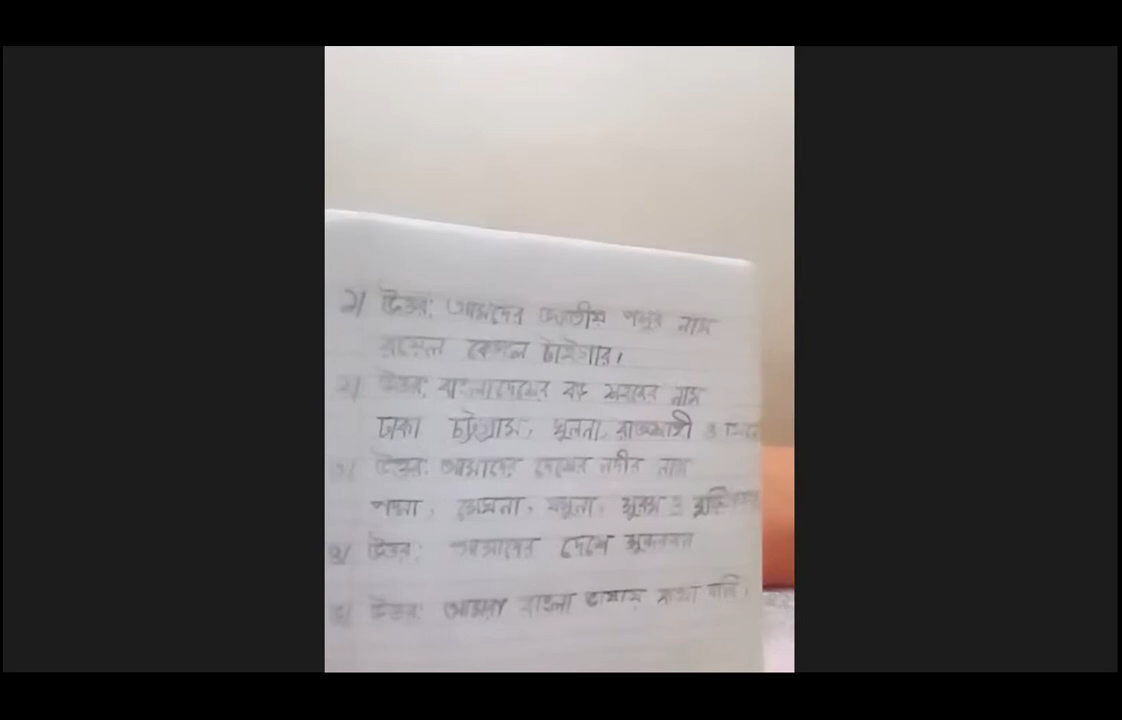 ১। উত্তর: আমাদের জাতীয় পশুর নাম
রয়েল বেঙ্গল টাইগার।
২। উত্তর: বাংলাদেশের বড় শহরের নাম
ঢাকা চট্টগ্রাম, খুলনা, রাজশাহী ও
৩। উত্তর: আমাদের দেশের নদীর নাম
পদ্মা, মেঘনা, যমুনা, সুরমা ও
৪। উত্তর: আমাদের দেশে
৫। উত্তর: আমরা বাংলা ভাষায় কথা বলি।